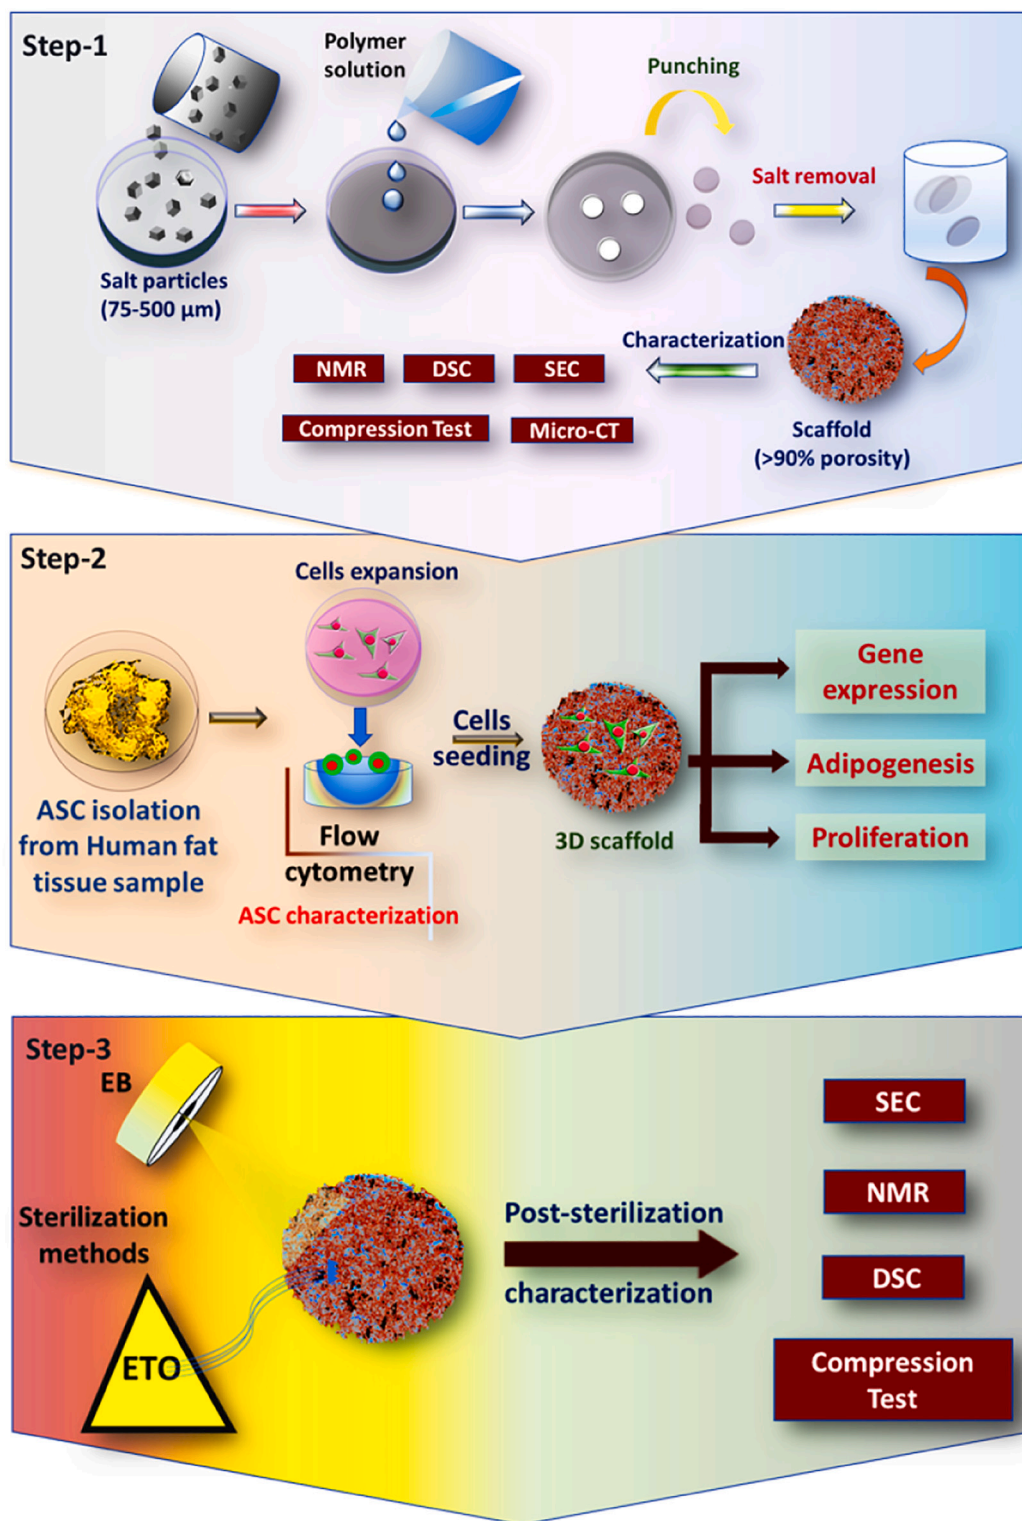 Step-1
Polymer
solution
Punching
Salt removal
Salt particles
(75-500 µm)
Characterization
NMR
DSC
SEC
Compression Test
Micro-CT
Scaffold
(>90% porosity)
Step-2
Cells expansion
Gene
expression
Cells
seeding
Adipogenesis
ASC isolation
from Human fat
tissue sample
Flow
cytometry
3D scaffold
Proliferation
ASC characterization
Step-3
EB
SEC
Sterilization
methods
Post-sterilization
characterization
NMR
DSC
ETO
Compression
Test